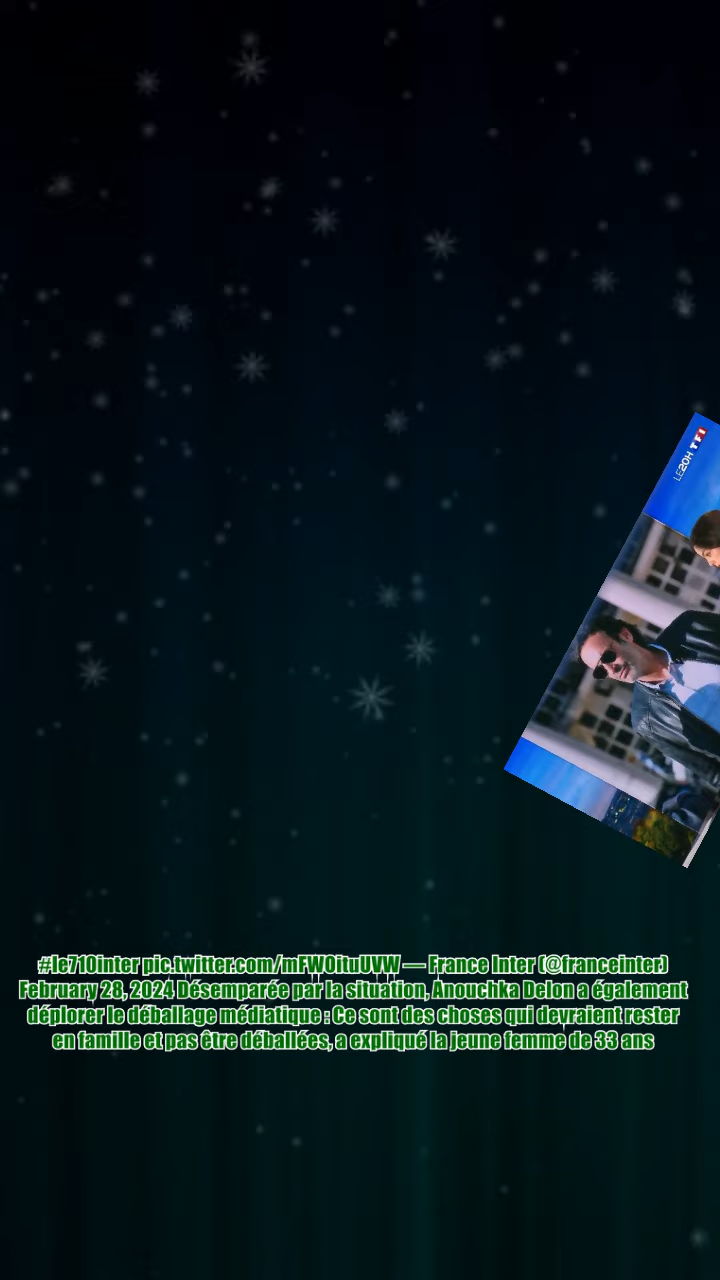 LE20H TF1
#le710inter pic.twitter.com/mFWOituUVW — France Inter (@franceinter)
February 28, 2024 Désemparée par la situation, Anouchka Delon a également
déplorer le déballage médiatique : Ce sont des choses qui devraient rester
en famille et pas être déballées, a expliqué la jeune femme de 33 ans